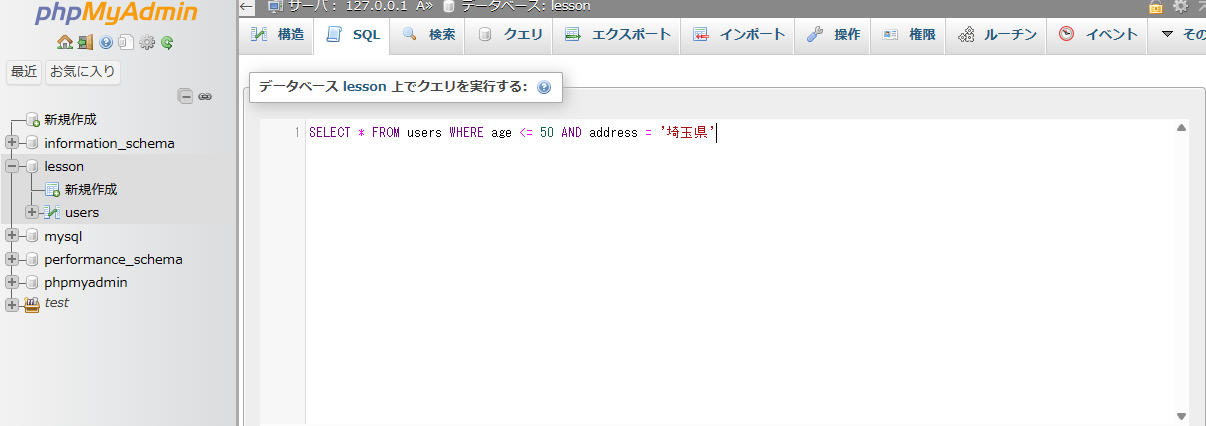 phpMyAdmin
最近 お気に入り
新規作成
information_schema
lesson
新規作成
users
mysql
performance_schema
phpmyadmin
test
サーバ: 127.0.0.1 A» データベース: lesson
構造 SQL 検索 クエリ エクスポート インポート 操作 権限 ルーチン イベント
データベース lesson 上でクエリを実行する:
1 SELECT * FROM users WHERE age <= 50 AND address = '埼玉県'